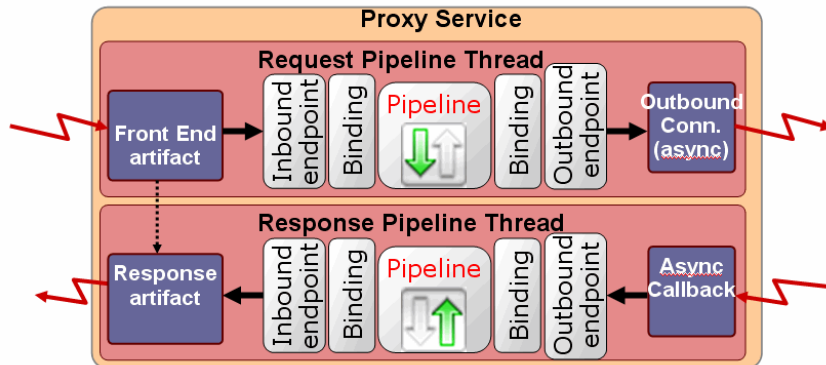 Proxy Service
Request Pipeline Thread
Front End
artifact
Inbound
endpoint
Binding
Pipeline
Binding
Outbound
endpoint
Outbound
Conn.
(async)
Response Pipeline Thread
Response
artifact
Inbound
endpoint
Binding
Pipeline
Binding
Outbound
endpoint
Async
Callback